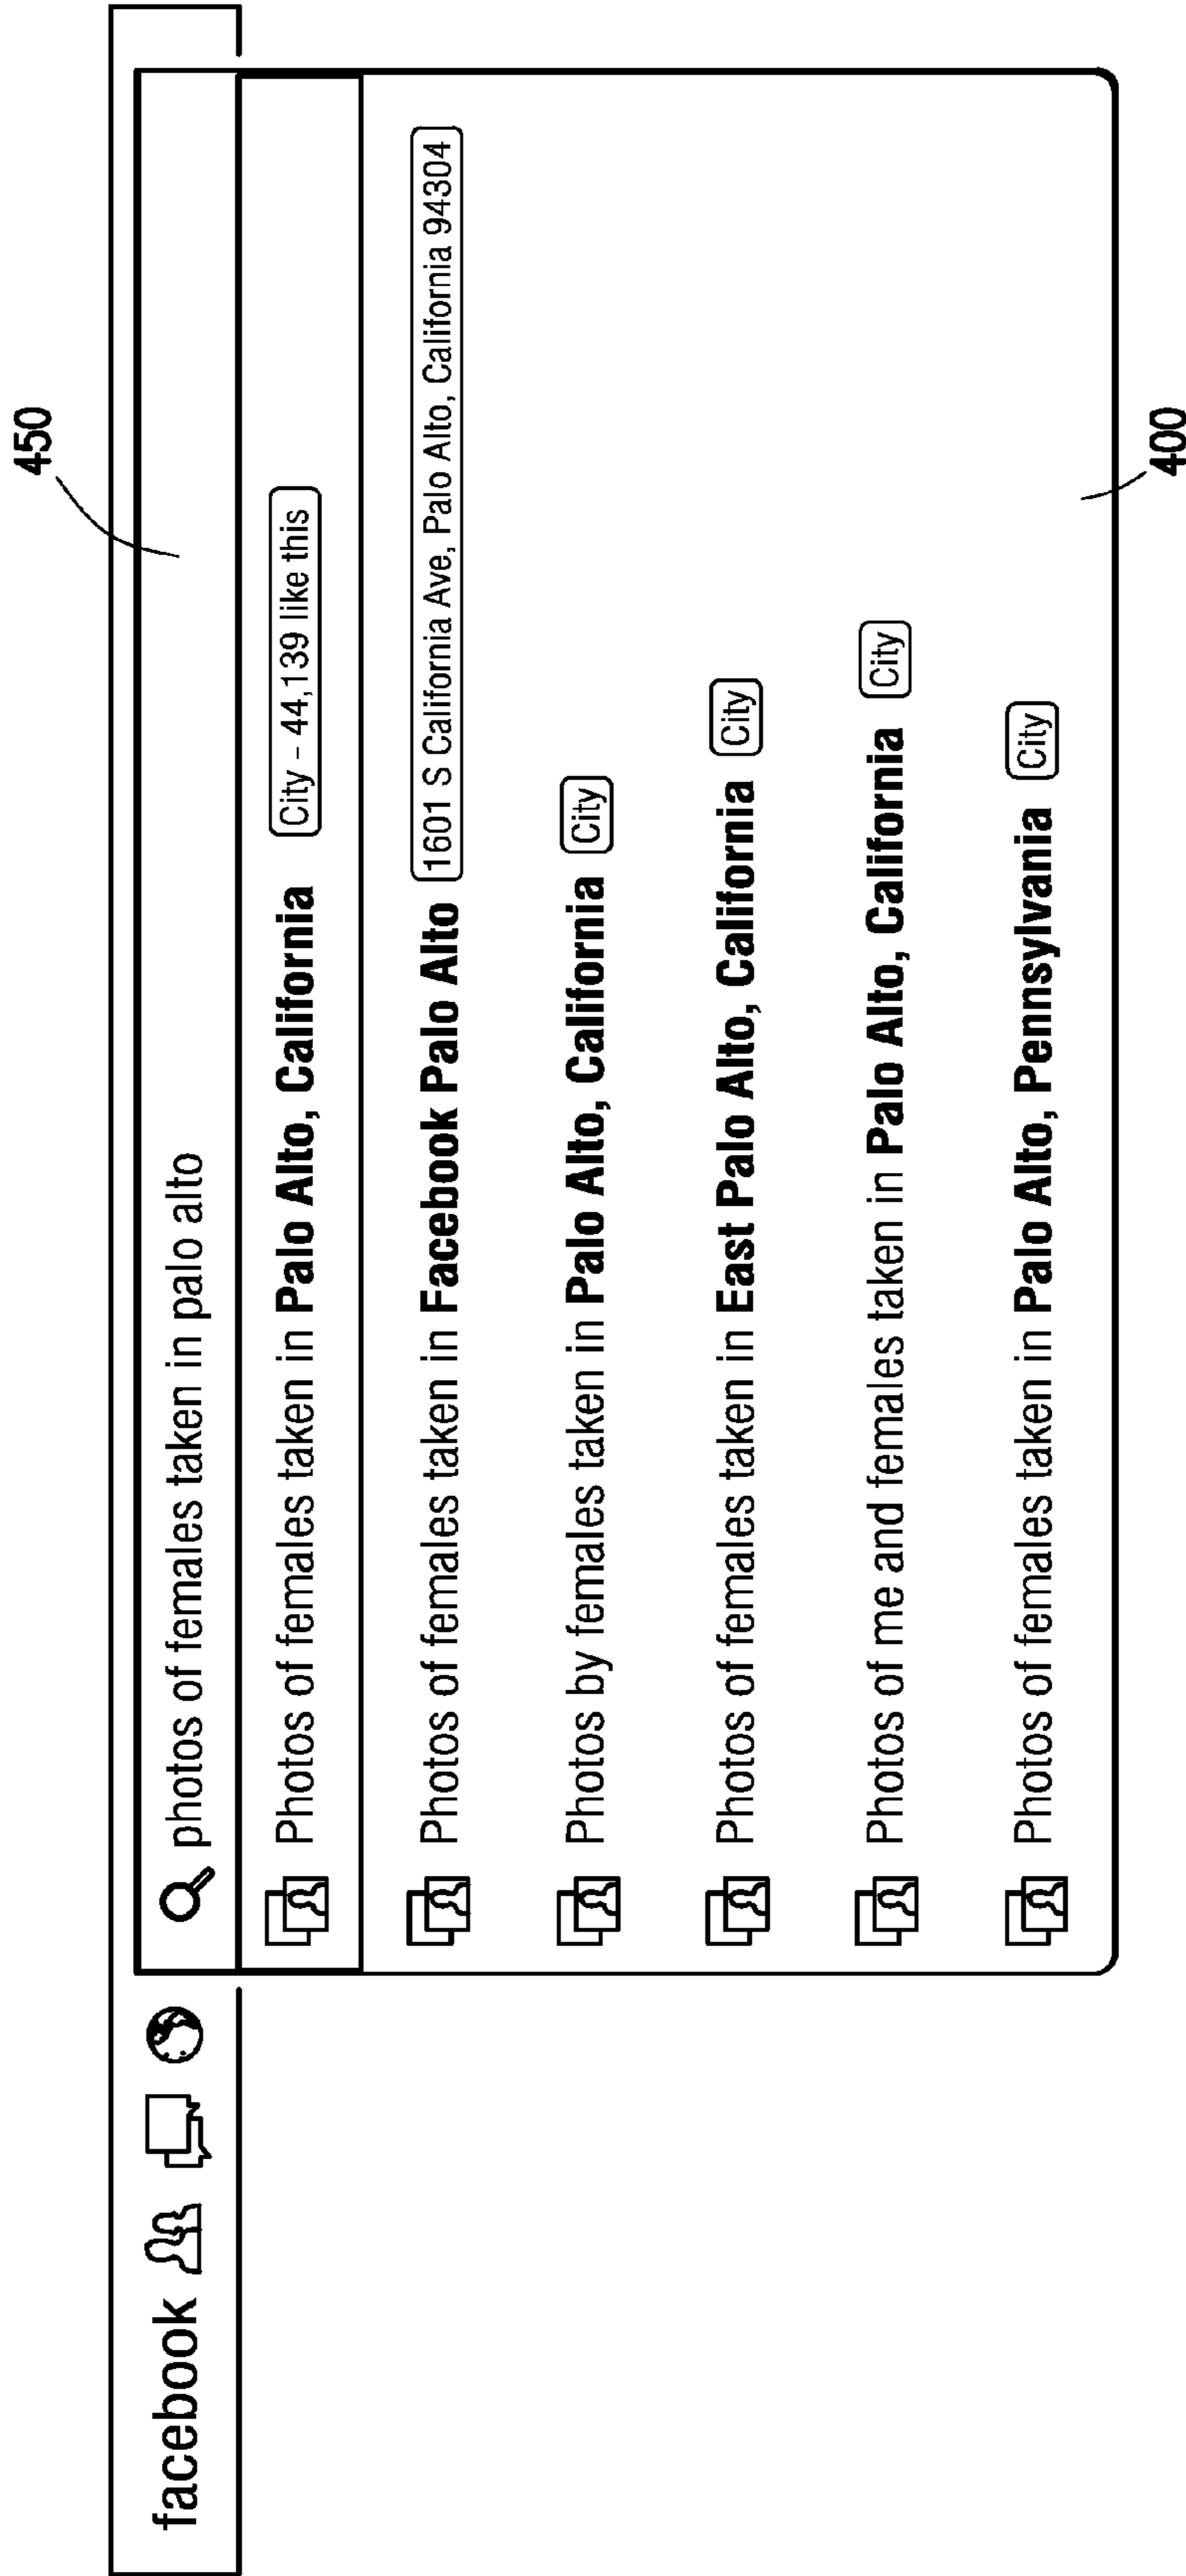 450
facebook photos of females taken in palo alto
Photos of females taken in Palo Alto, California City - 44,139 like this
Photos of females taken in Facebook Palo Alto 1601 S California Ave, Palo Alto, California 94304
Photos by females taken in Palo Alto, California City
Photos of females taken in East Palo Alto, California City
Photos of me and females taken in Palo Alto, California City
Photos of females taken in Palo Alto, Pennsylvania City
400